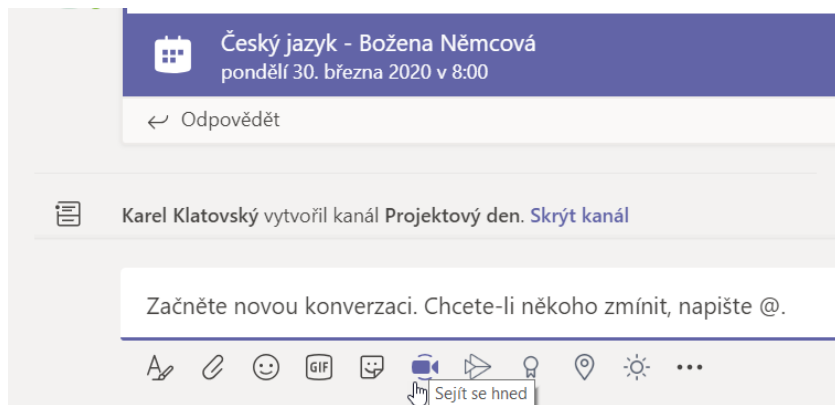 Český jazyk - Božena Němcová
pondělí 30. března 2020 v 8:00
Odpovědět
Karel Klatovský vytvořil kanál Projektový den. Skrýt kanál
Začněte novou konverzaci. Chcete-li někoho zmínit, napište @.
GIF
Sejít se hned